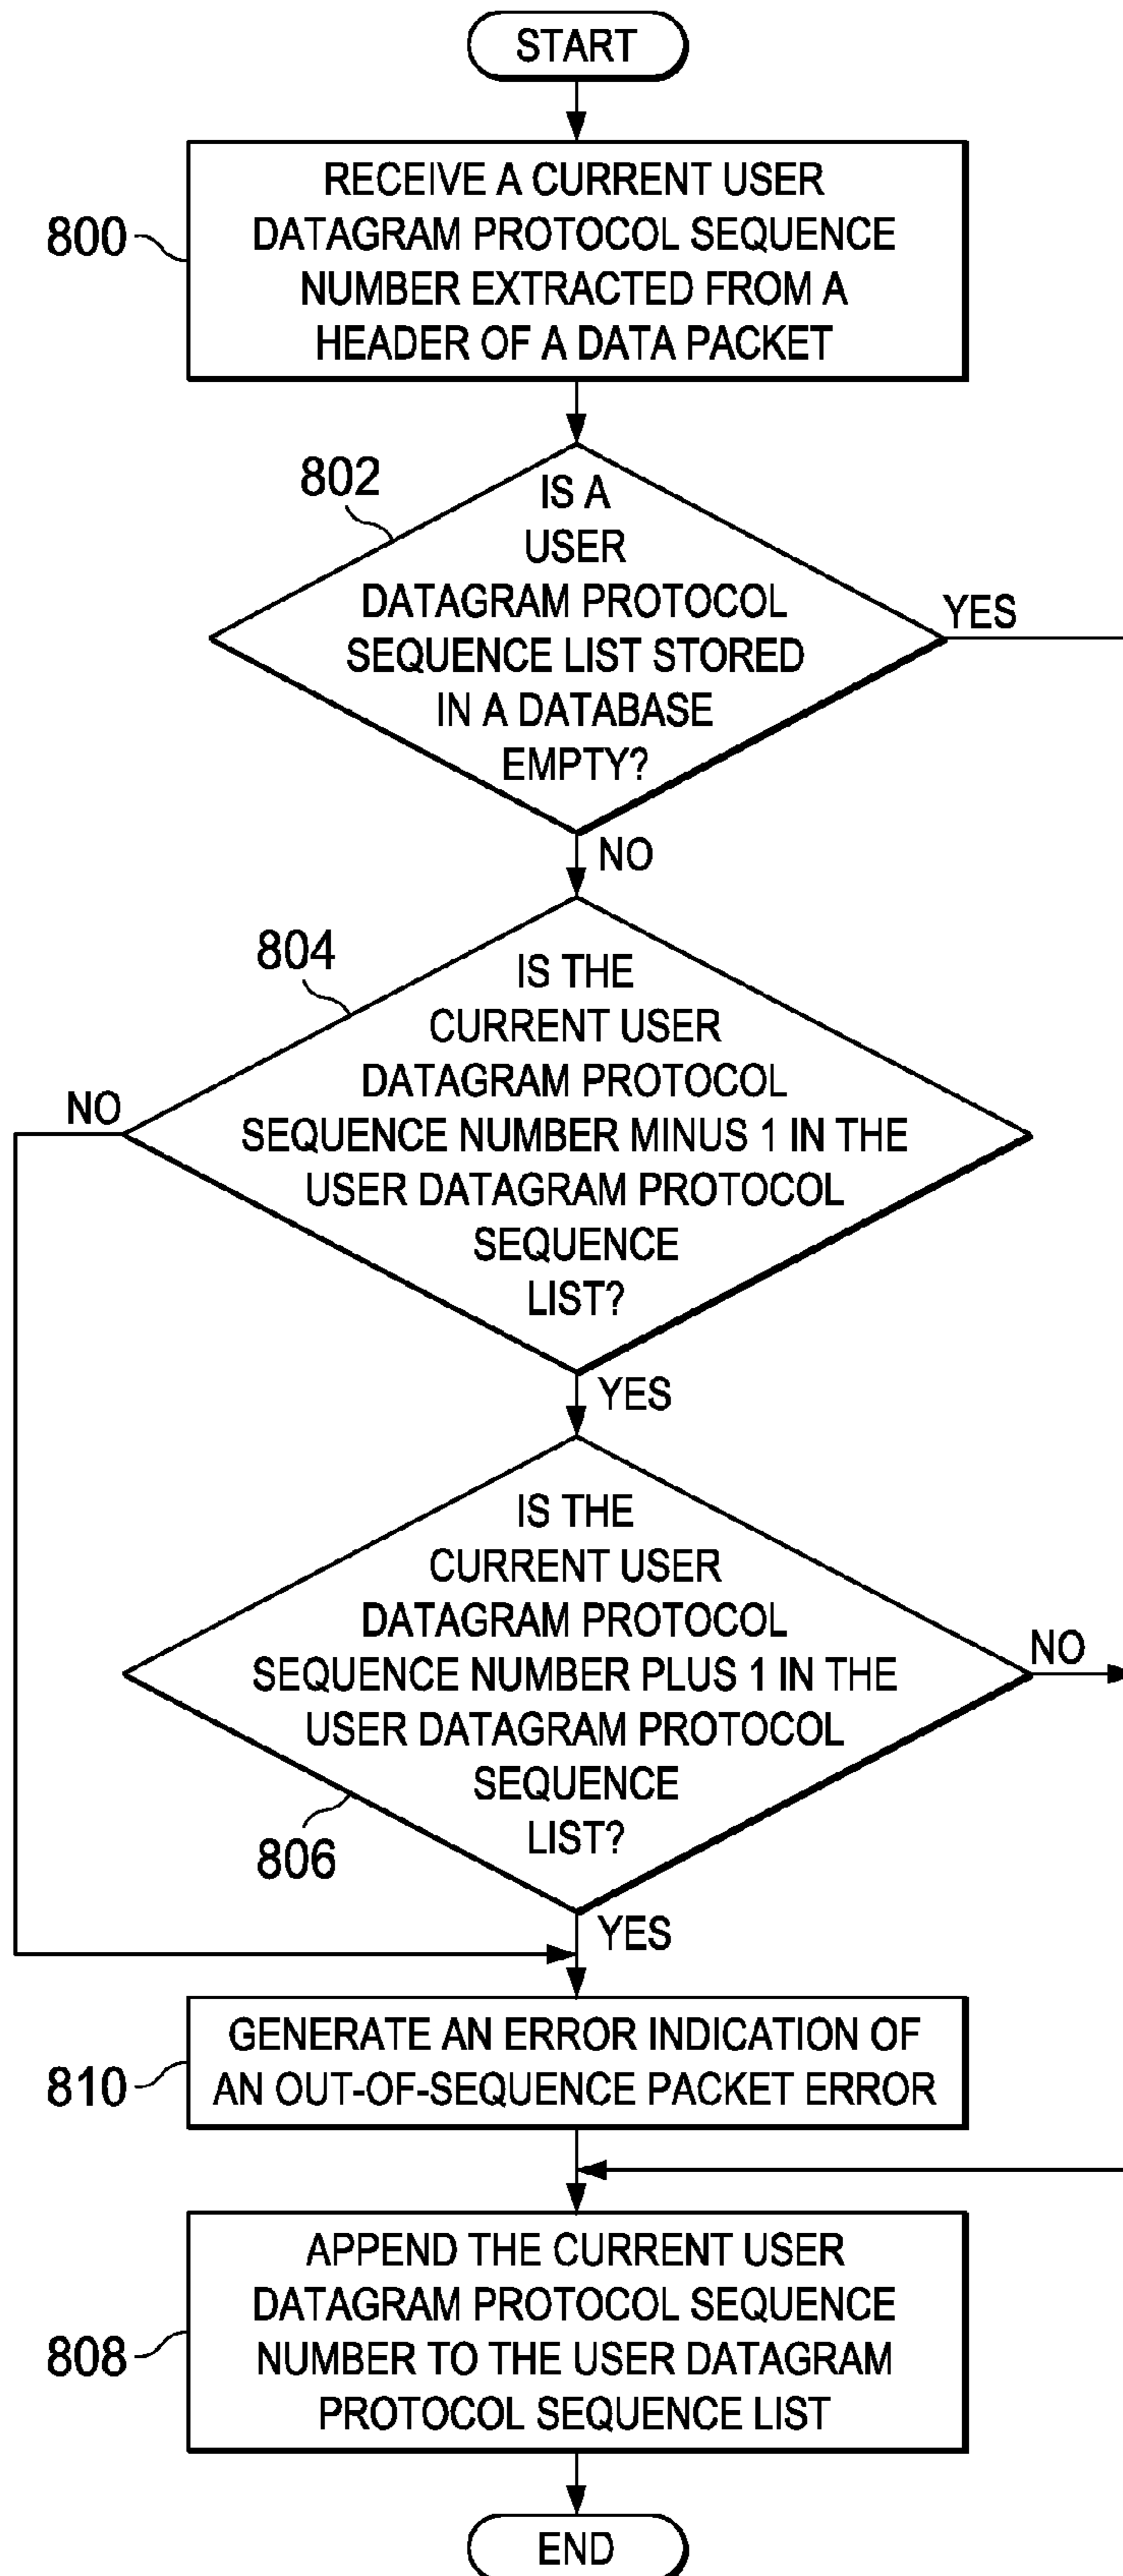 START
800
RECEIVE A CURRENT USER
DATAGRAM PROTOCOL SEQUENCE
NUMBER EXTRACTED FROM A
HEADER OF A DATA PACKET
802
IS A
USER
DATAGRAM PROTOCOL
SEQUENCE LIST STORED
IN A DATABASE
EMPTY?
YES
NO
804
IS THE
CURRENT USER
DATAGRAM PROTOCOL
SEQUENCE NUMBER MINUS 1 IN THE
USER DATAGRAM PROTOCOL
SEQUENCE
LIST?
NO
YES
IS THE
CURRENT USER
DATAGRAM PROTOCOL
SEQUENCE NUMBER PLUS 1 IN THE
USER DATAGRAM PROTOCOL
SEQUENCE
LIST?
NO
806
YES
810
GENERATE AN ERROR INDICATION OF
AN OUT-OF-SEQUENCE PACKET ERROR
808
APPEND THE CURRENT USER
DATAGRAM PROTOCOL SEQUENCE
NUMBER TO THE USER DATAGRAM
PROTOCOL SEQUENCE LIST
END